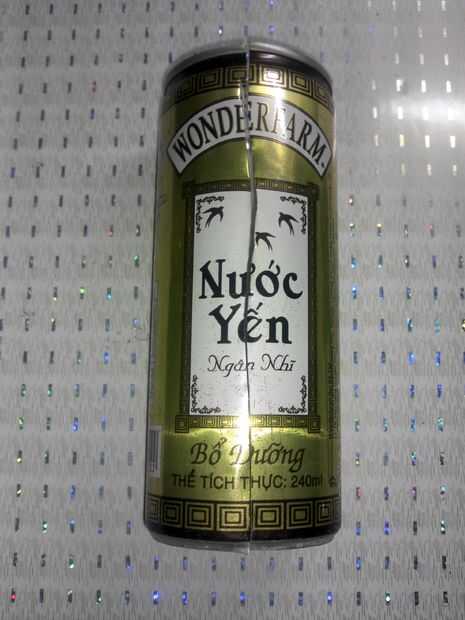 WONDERFARM
Nước
Yến
Ngân Nhĩ
Bổ Dưỡng
THỂ TÍCH THỰC: 240ml